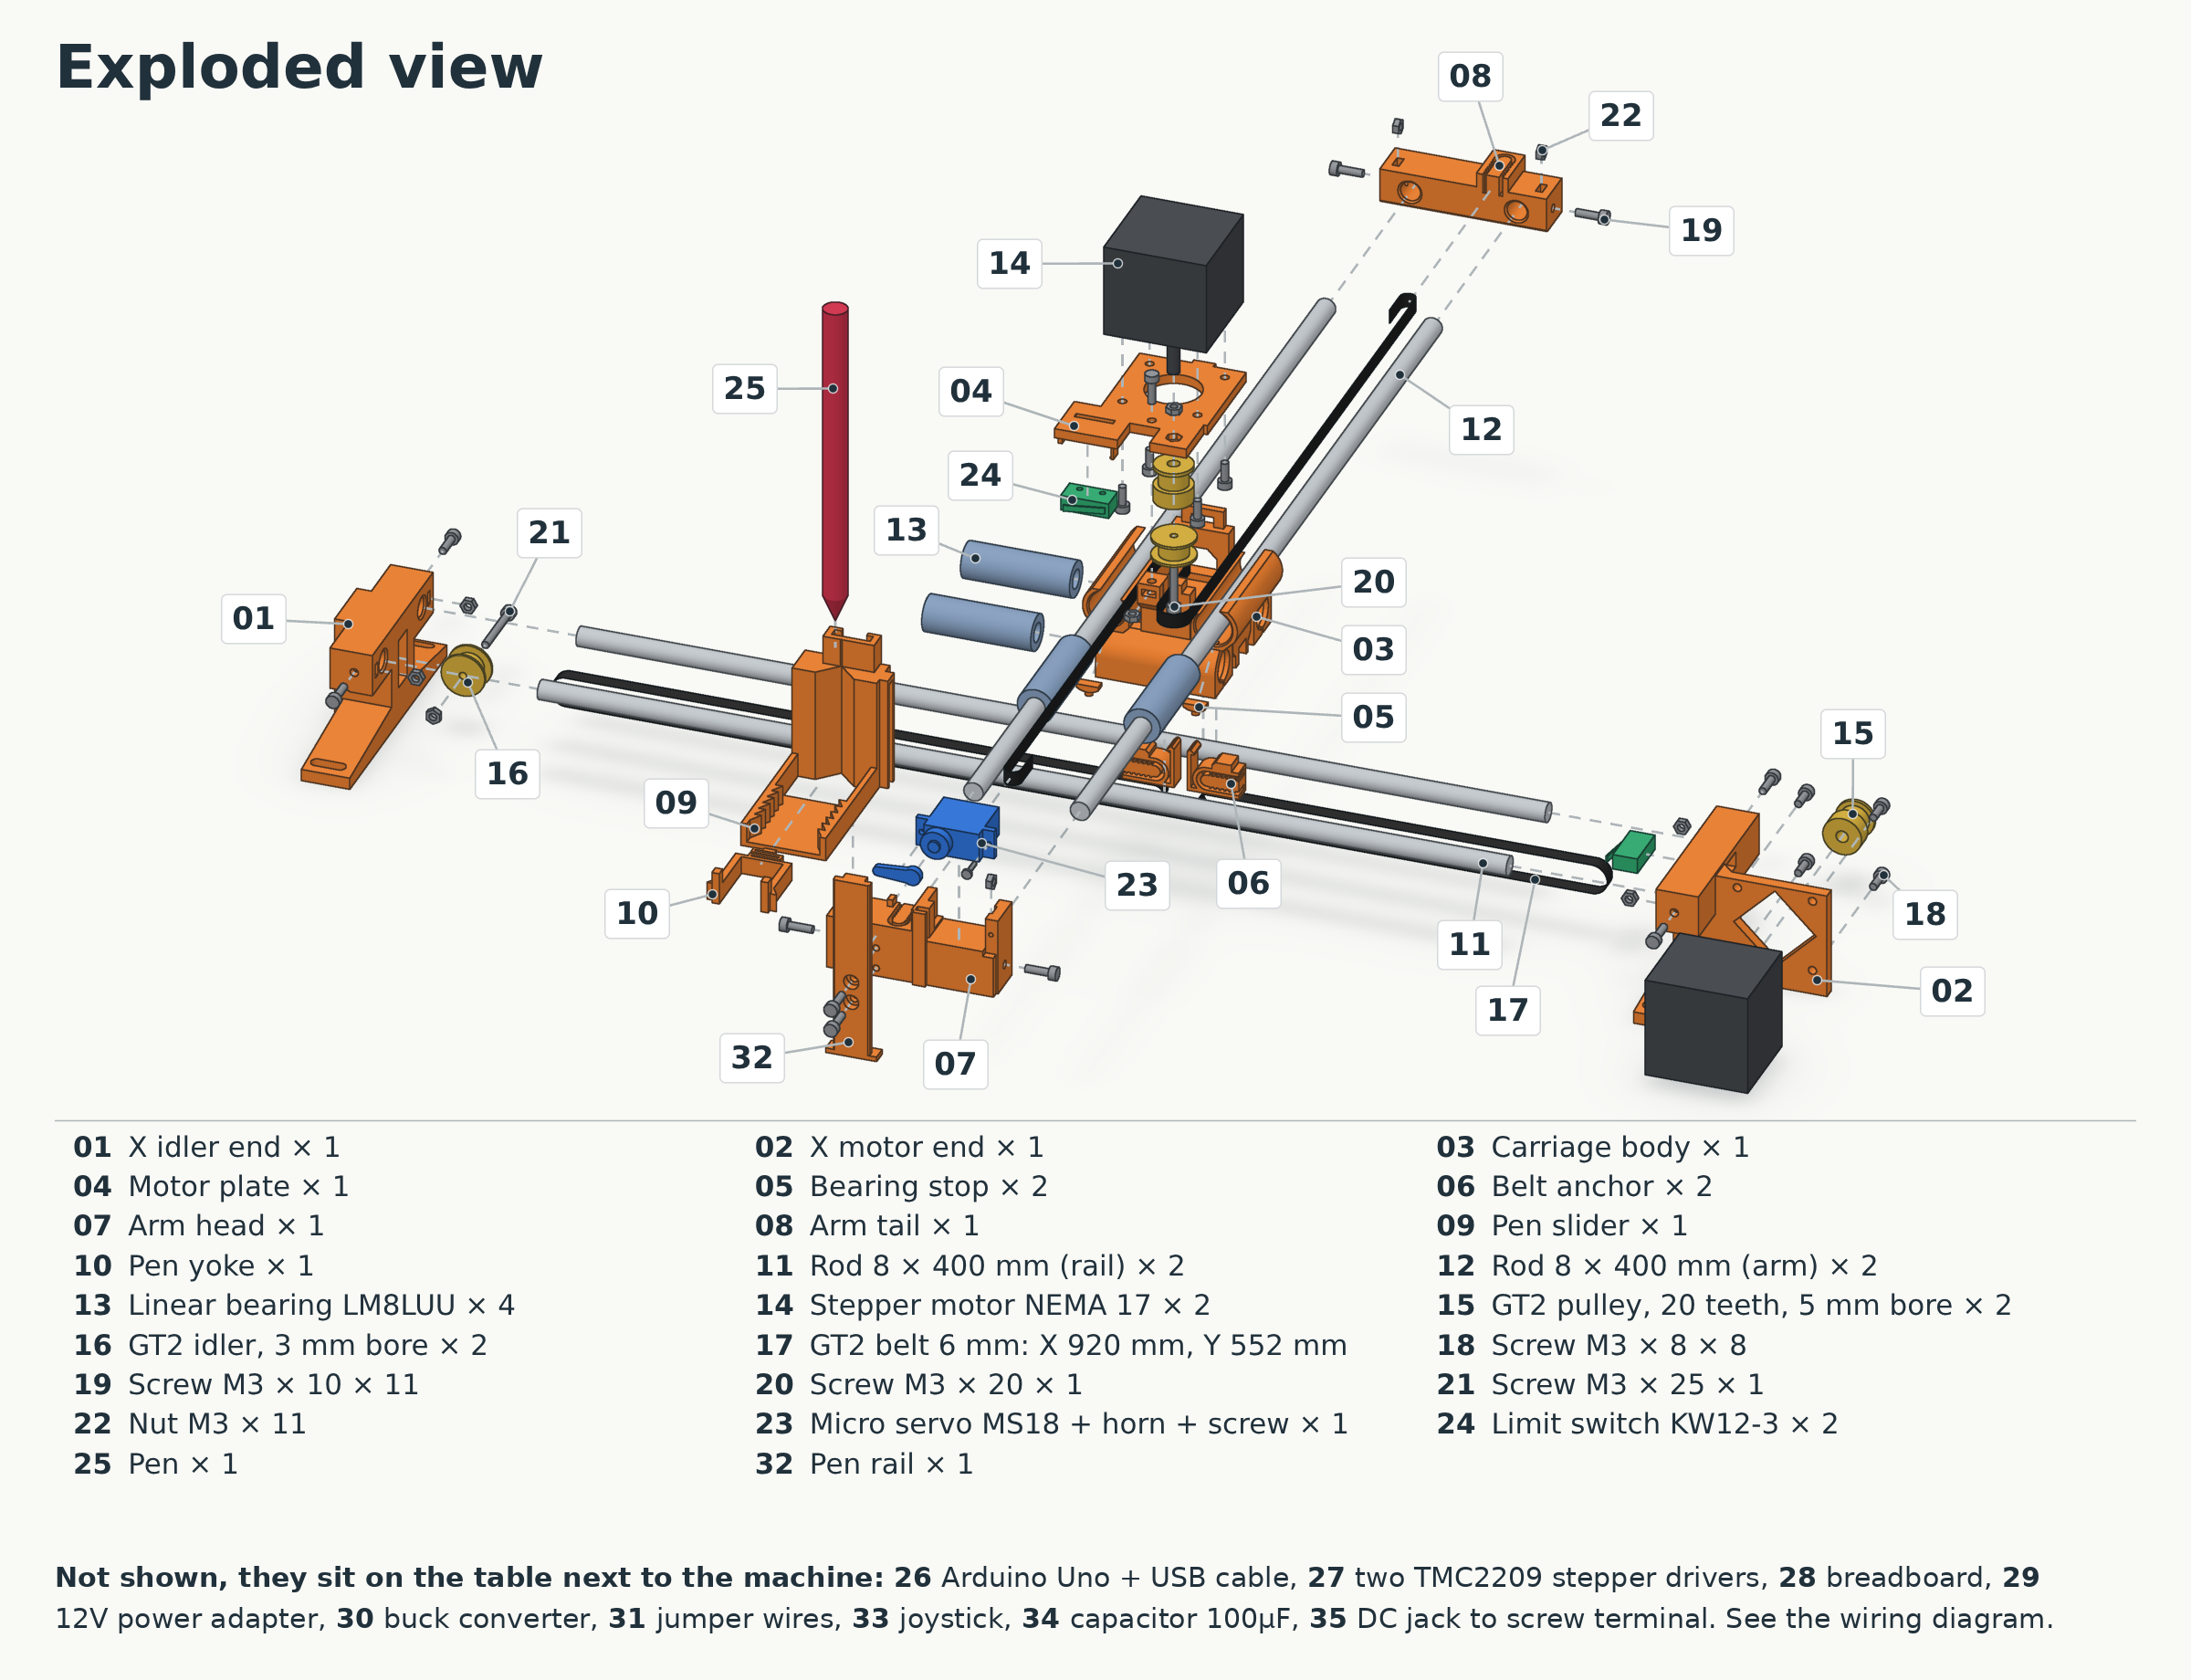 Exploded view
08
22
19
14
25
04
12
24
13
21
20
01
03
05
15
16
09
23
06
10
18
11
02
17
32
07
01 X idler end × 1
02 X motor end × 1
03 Carriage body × 1
04 Motor plate × 1
05 Bearing stop × 2
06 Belt anchor × 2
07 Arm head × 1
08 Arm tail × 1
09 Pen slider × 1
10 Pen yoke × 1
11 Rod 8 × 400 mm (rail) × 2
12 Rod 8 × 400 mm (arm) × 2
13 Linear bearing LM8LUU × 4
14 Stepper motor NEMA 17 × 2
15 GT2 pulley, 20 teeth, 5 mm bore × 2
16 GT2 idler, 3 mm bore × 2
17 GT2 belt 6 mm: X 920 mm, Y 552 mm
18 Screw M3 × 8 × 8
19 Screw M3 × 10 × 11
20 Screw M3 × 20 × 1
21 Screw M3 × 25 × 1
22 Nut M3 × 11
23 Micro servo MS18 + horn + screw × 1
24 Limit switch KW12-3 × 2
25 Pen × 1
32 Pen rail × 1
Not shown, they sit on the table next to the machine: 26 Arduino Uno + USB cable, 27 two TMC2209 stepper drivers, 28 breadboard, 29
12V power adapter, 30 buck converter, 31 jumper wires, 33 joystick, 34 capacitor 100µF, 35 DC jack to screw terminal. See the wiring diagram.